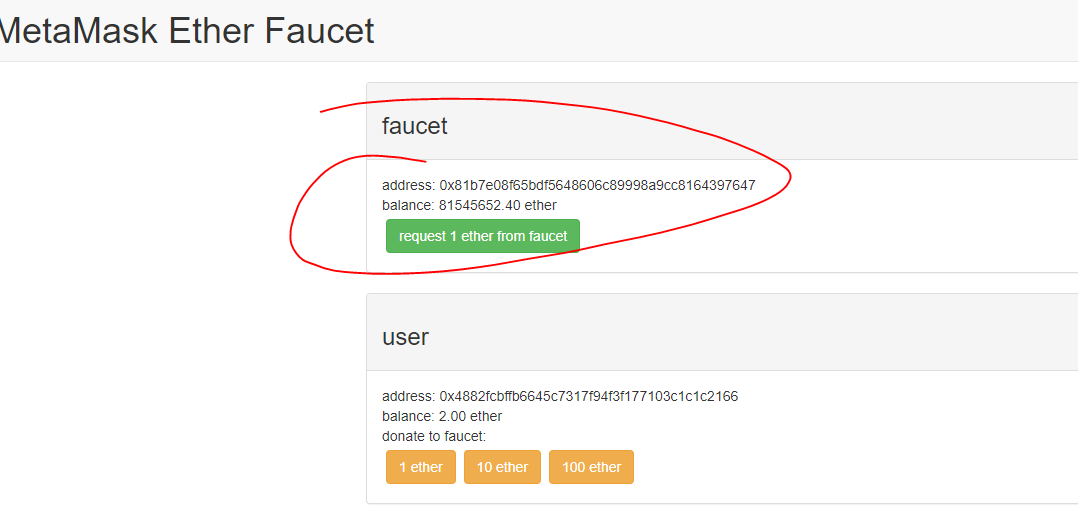 MetaMask Ether Faucet
faucet
address: 0x81b7e08f65bdf5648606c89998a9cc8164397647
balance: 81545652.40 ether
request 1 ether from faucet
user
address: 0x4882fcbffb6645c7317f94f3f177103c1c1c2166
balance: 2.00 ether
donate to faucet:
1 ether 10 ether 100 ether